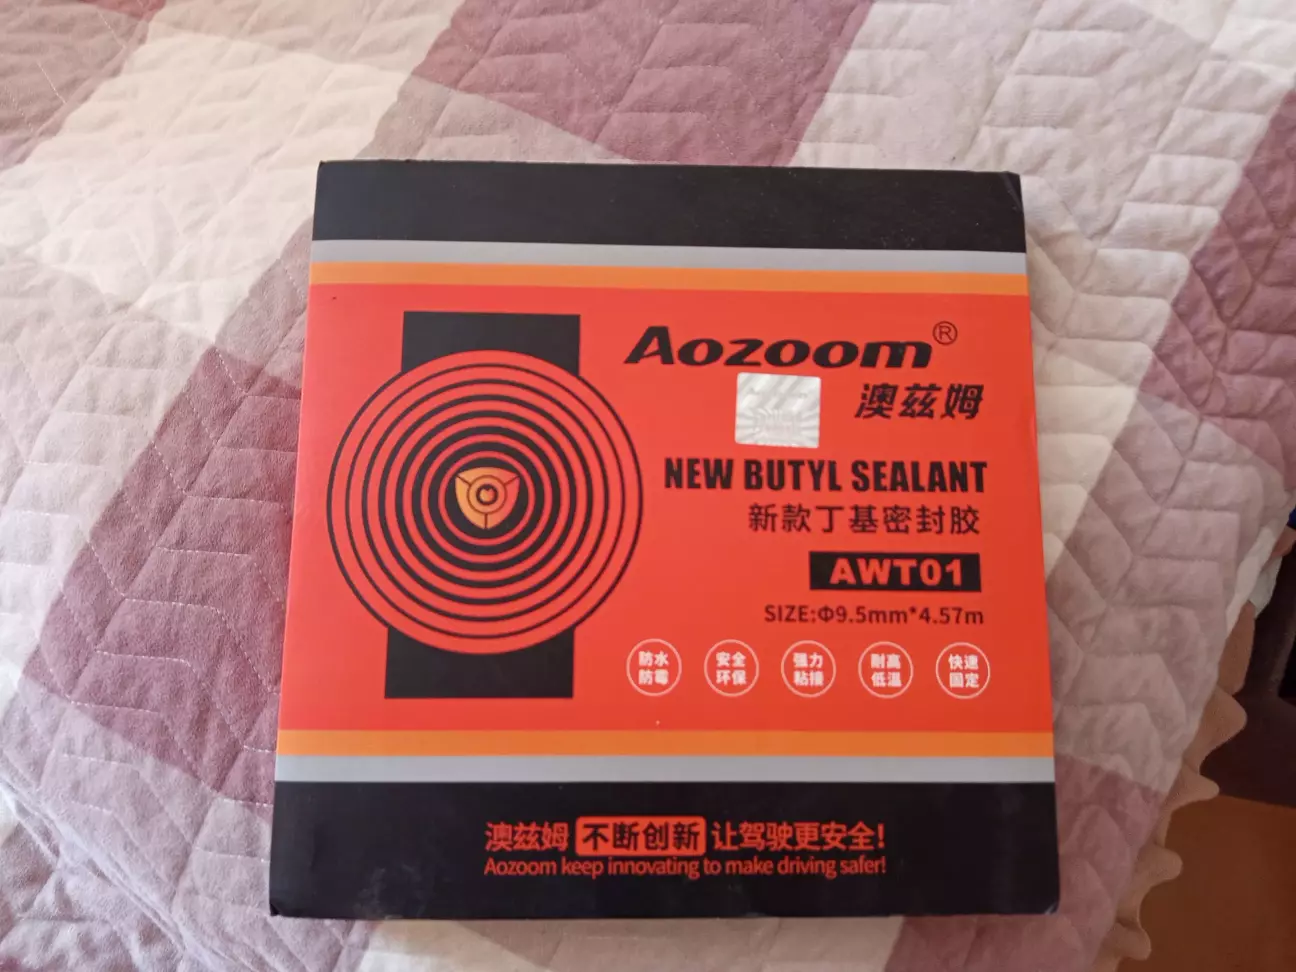 Aozoom®
澳兹姆
NEW BUTYL SEALANT
新款丁基密封胶
AWT01
SIZE:Φ9.5mm*4.57m
防水
防霉
安全
环保
强力
粘接
耐高
低温
快速
固定
澳兹姆 不断创新 让驾驶更安全!
Aozoom keep innovating to make driving safer!